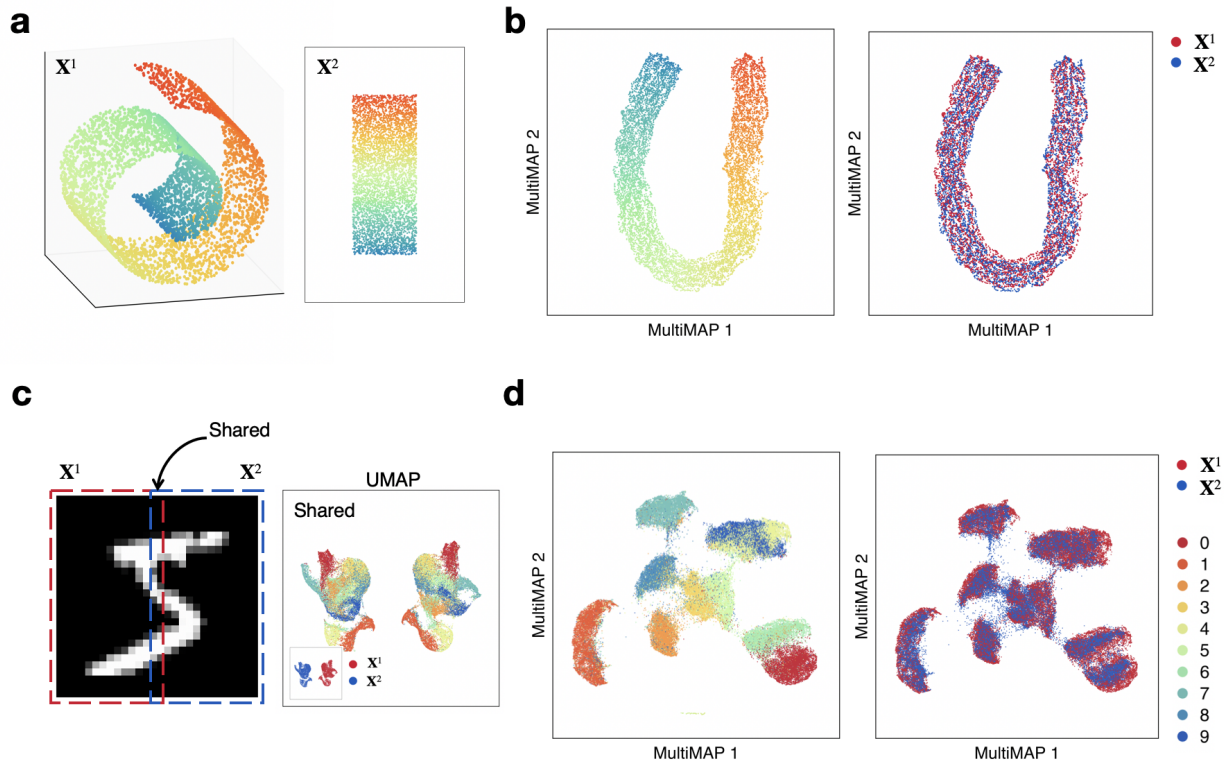 a
X¹
X²
b
MultiMAP 2
MultiMAP 1
MultiMAP 2
MultiMAP 1
X¹
X²
c
Shared
X¹
X²
UMAP
Shared
X¹
X²
d
MultiMAP 2
MultiMAP 1
MultiMAP 2
MultiMAP 1
X¹
X²
0
1
2
3
4
5
6
7
8
9